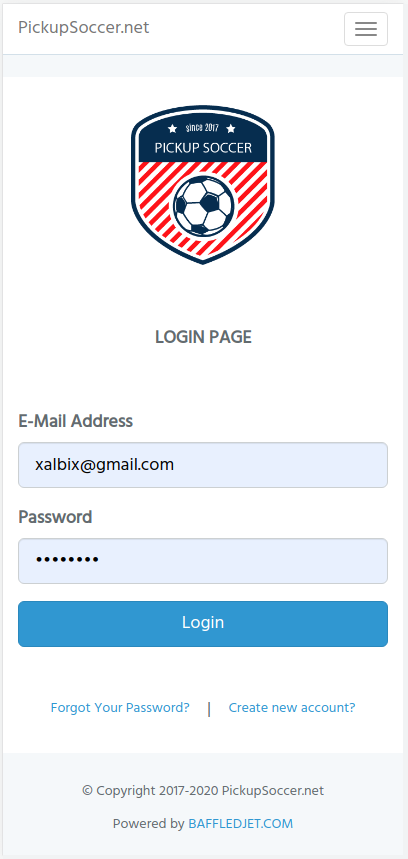 PickupSoccer.net
since 2017
PICKUP SOCCER
LOGIN PAGE
E-Mail Address
xalbix@gmail.com
Password
••••••••
Login
Forgot Your Password? | Create new account?
© Copyright 2017-2020 PickupSoccer.net
Powered by BAFFLEDJET.COM